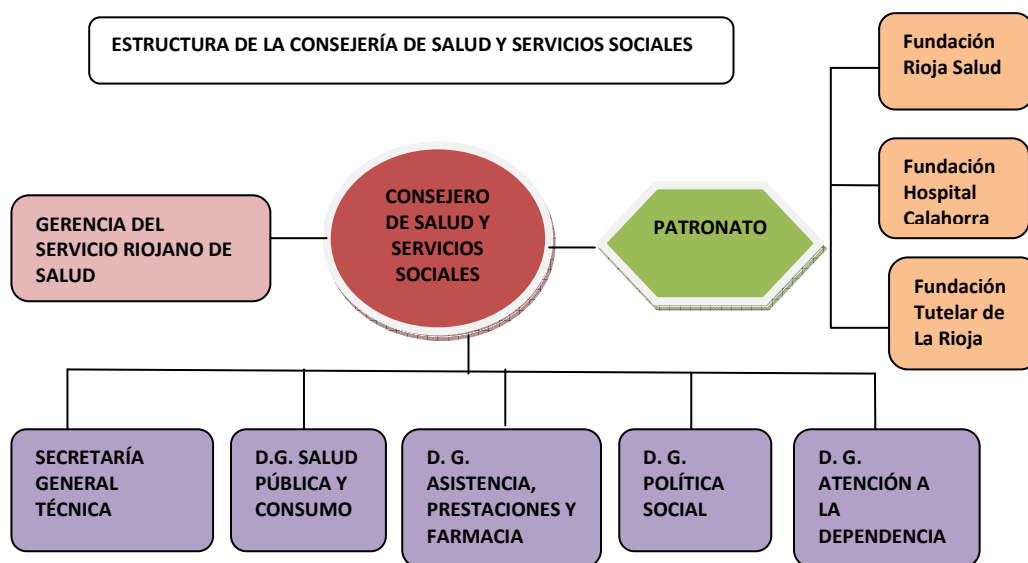 ESTRUCTURA DE LA CONSEJERÍA DE SALUD Y SERVICIOS SOCIALES
Fundación
Rioja Salud
Fundación
Hospital
Calahorra
Fundación
Tutelar de
La Rioja
CONSEJERO
DE SALUD Y
SERVICIOS
SOCIALES
PATRONATO
GERENCIA DEL
SERVICIO RIOJANO DE
SALUD
SECRETARÍA
GENERAL
TÉCNICA
D.G. SALUD
PÚBLICA Y
CONSUMO
D. G.
ASISTENCIA,
PRESTACIONES Y
FARMACIA
D. G.
POLÍTICA
SOCIAL
D. G.
ATENCIÓN A
LA
DEPENDENCIA